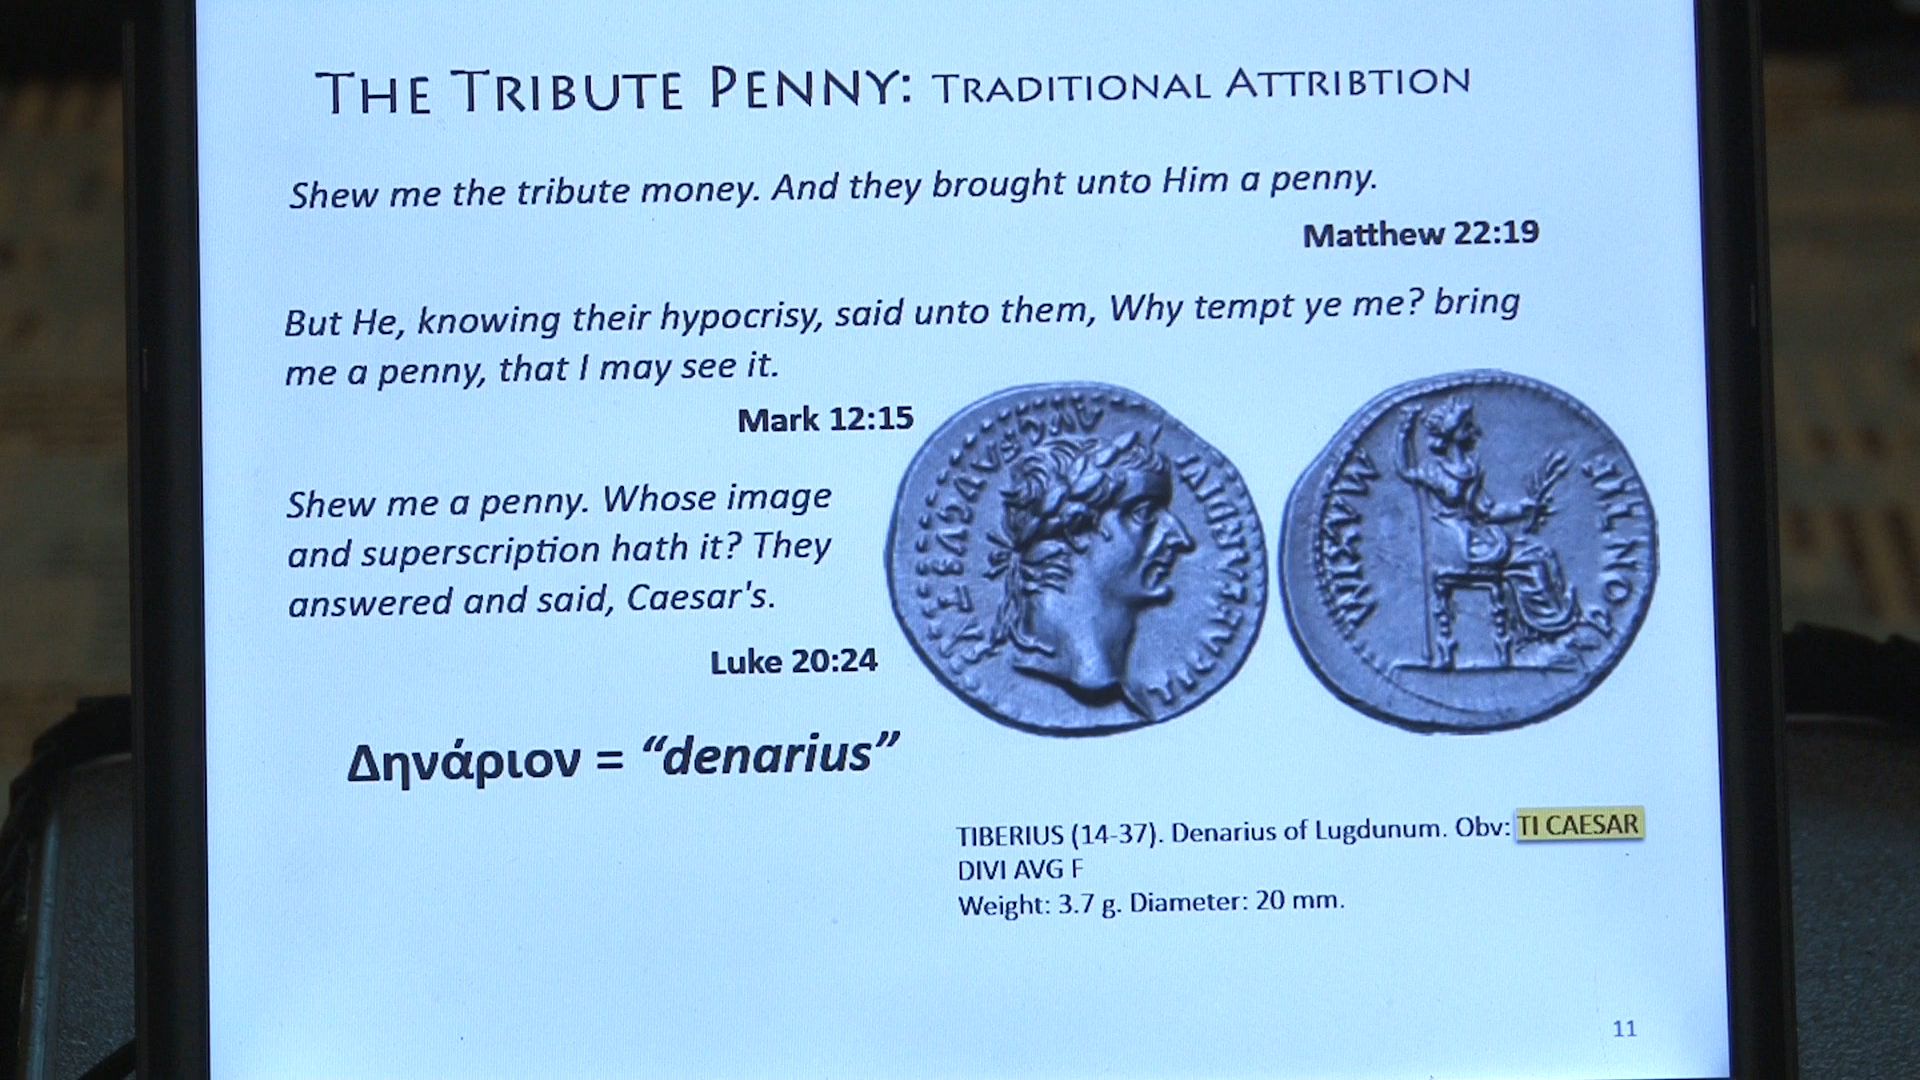 THE TRIBUTE PENNY: TRADITIONAL ATTRIBTION
Shew me the tribute money. And they brought unto Him a penny.
Matthew 22:19
But He, knowing their hypocrisy, said unto them, Why tempt ye me? bring
me a penny, that I may see it.
Mark 12:15
Shew me a penny. Whose image
and superscription hath it? They
answered and said, Caesar's.
Luke 20:24
Δηνάριον = “denarius”
MAXIM
TIBERIUS (14-37). Denarius of Lugdunum. Obv: TI CAESAR
DIVI AVG F
Weight: 3.7 g. Diameter: 20 mm.
11